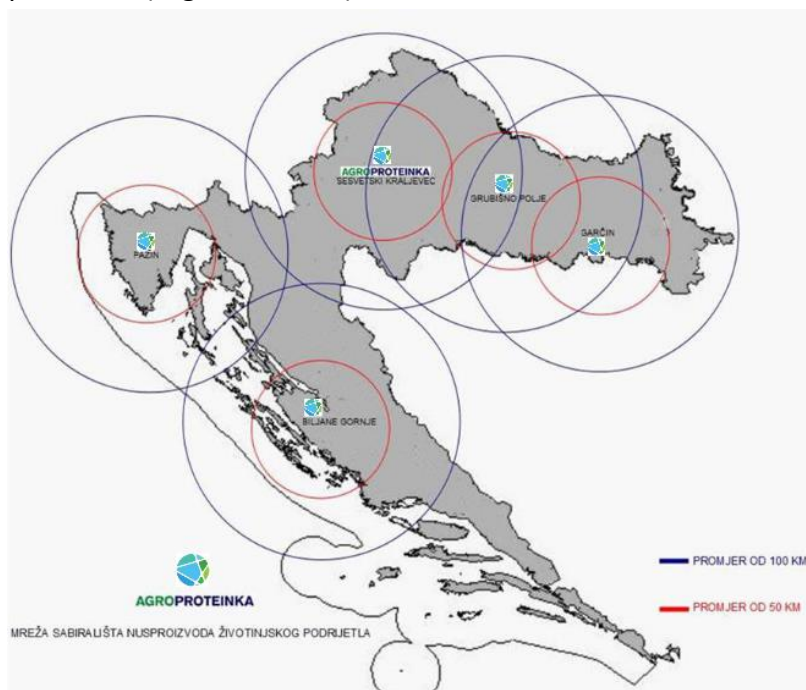 AGROPROTEINKA
SESVETSKI KRALJEVEC
GRUBIŠNO POLJE
GARČIN
PAZIN
BILJANE GORNJE
PROMJER OD 100 KM
AGROPROTEINKA
PROMJER OD 50 KM
MREŽA SABIRALIŠTA NUSPROIZVODA ŽIVOTINJSKOG PODRIJETLA